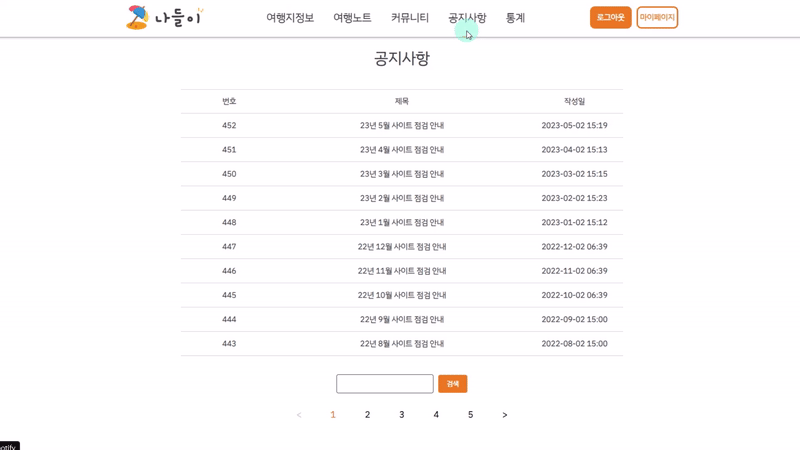 나들이 여행지정보 여행노트 커뮤니티 공지사항 통계 로그아웃 마이페이지
공지사항
번호 제목 작성일
452 23년 5월 사이트 점검 안내 2023-05-02 15:19
451 23년 4월 사이트 점검 안내 2023-04-02 15:13
450 23년 3월 사이트 점검 안내 2023-03-02 15:15
449 23년 2월 사이트 점검 안내 2023-02-02 15:23
448 23년 1월 사이트 점검 안내 2023-01-02 15:12
447 22년 12월 사이트 점검 안내 2022-12-02 06:39
446 22년 11월 사이트 점검 안내 2022-11-02 06:39
445 22년 10월 사이트 점검 안내 2022-10-02 06:39
444 22년 9월 사이트 점검 안내 2022-09-02 15:00
443 22년 8월 사이트 점검 안내 2022-08-02 15:00
검색
< 1 2 3 4 5 >